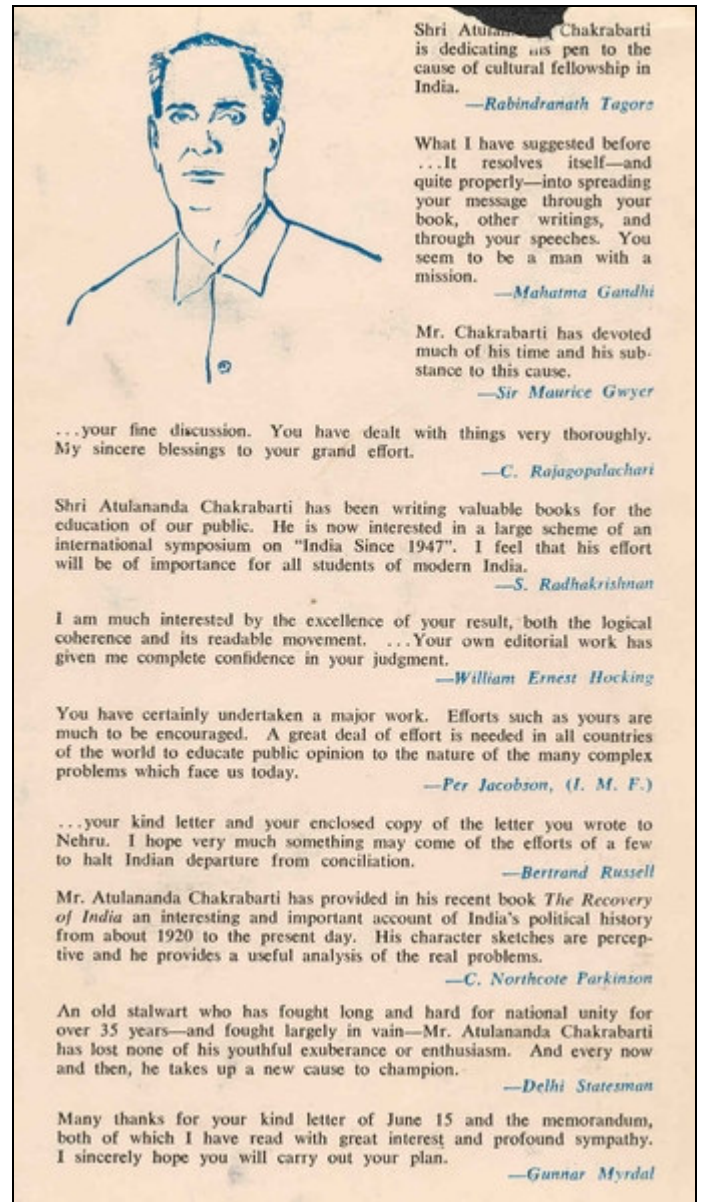 Shri Chakrabarti
is dedicating his pen to the
cause of cultural fellowship in
India.
—Rabindranath Tagore
What I have suggested before
...It resolves itself—and
quite properly—into spreading
your message through your
book, other writings, and
through your speeches. You
seem to be a man with a
mission.
—Mahatma Gandhi
Mr. Chakrabarti has devoted
much of his time and his sub-
stance to this cause.
—Sir Maurice Gwyer
...your fine discussion. You have dealt with things very thoroughly.
My sincere blessings to your grand effort.
—C. Rajagopalachari
Shri Atulananda Chakrabarti has been writing valuable books for the
education of our public. He is now interested in a large scheme of an
international symposium on "India Since 1947". I feel that his effort
will be of importance for all students of modern India.
—S. Radhakrishnan
I am much interested by the excellence of your result, both the logical
coherence and its readable movement. ...Your own editorial work has
given me complete confidence in your judgment.
—William Ernest Hocking
You have certainly undertaken a major work. Efforts such as yours are
much to be encouraged. A great deal of effort is needed in all countries
of the world to educate public opinion to the nature of the many complex
problems which face us today.
—Per Jacobson, (I. M. F.)
...your kind letter and your enclosed copy of the letter you wrote to
Nehru. I hope very much something may come of the efforts of a few
to halt Indian departure from conciliation.
—Bertrand Russell
Mr. Atulananda Chakrabarti has provided in his recent book The Recovery
of India an interesting and important account of India's political history
from about 1920 to the present day. His character sketches are percep-
tive and he provides a useful analysis of the real problems.
—C. Northcote Parkinson
An old stalwart who has fought long and hard for national unity for
over 35 years—and fought largely in vain—Mr. Atulananda Chakrabarti
has lost none of his youthful exuberance or enthusiasm. And every now
and then, he takes up a new cause to champion.
—Delhi Statesman
Many thanks for your kind letter of June 15 and the memorandum,
both of which I have read with great interest and profound sympathy.
I sincerely hope you will carry out your plan.
—Gunnar Myrdal